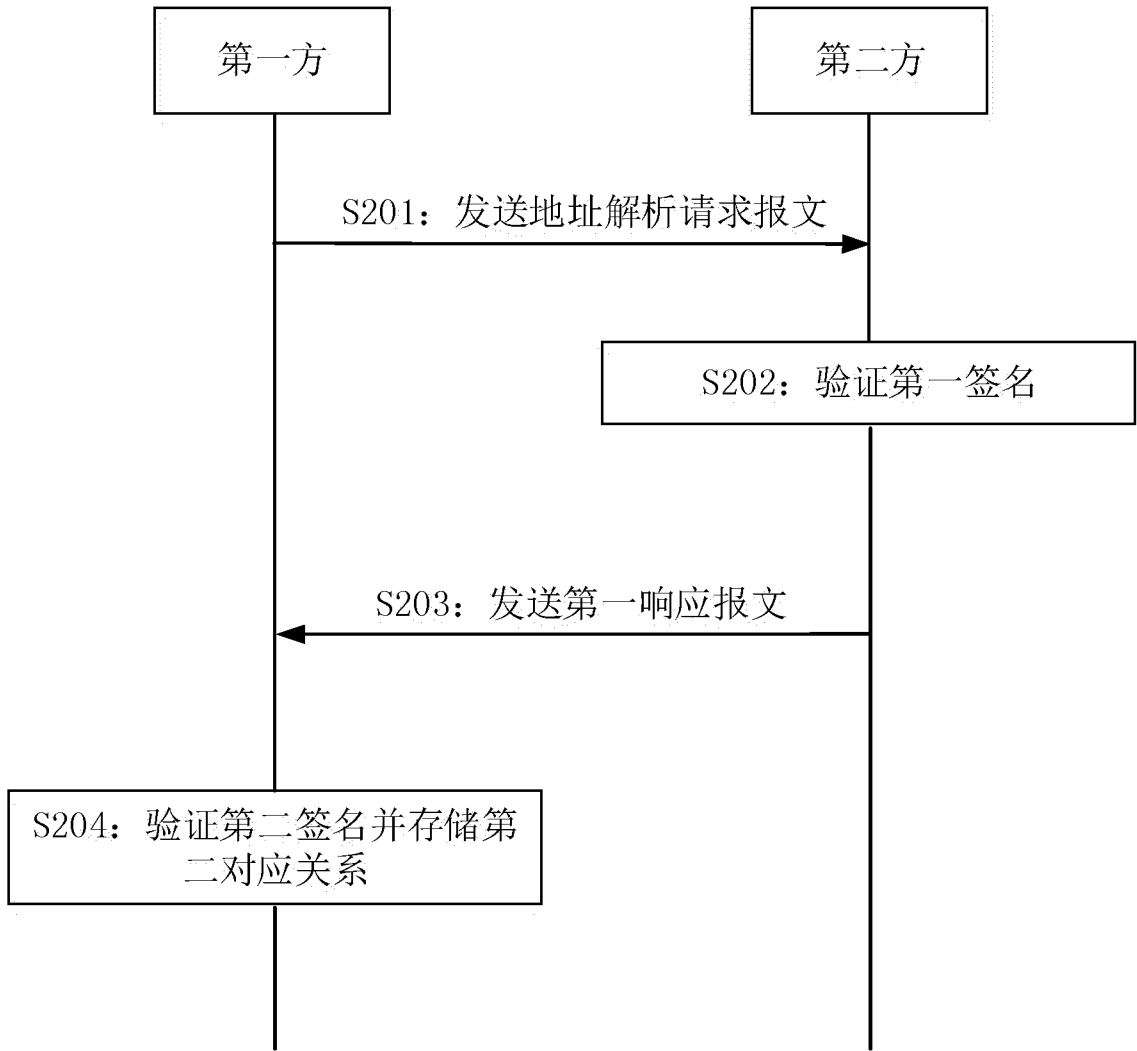 第一方
第二方
S201：发送地址解析请求报文
S202：验证第一签名
S203：发送第一响应报文
S204：验证第二签名并存储第
二对应关系